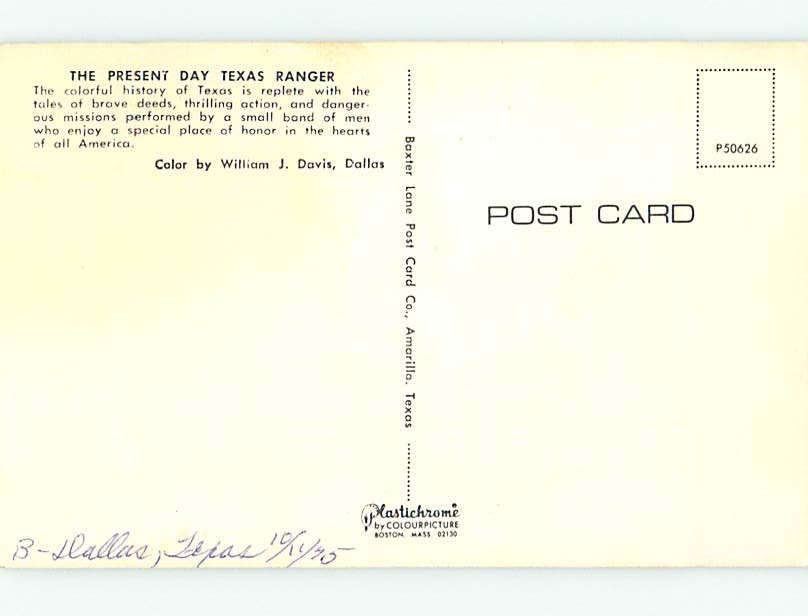 THE PRESENT DAY TEXAS RANGER
The colorful history of Texas is replete with the
tales of brave deeds, thrilling action, and danger-
ous missions performed by a small band of men
who enjoy a special place of honor in the hearts
of all America.
Color by William J. Davis, Dallas
Baxter Lane Post Card Co., Amarillo, Texas
P50626
POST CARD
Plastichrome
by COLOURPICTURE
BOSTON, MASS 02130
B-Dallas, Texas